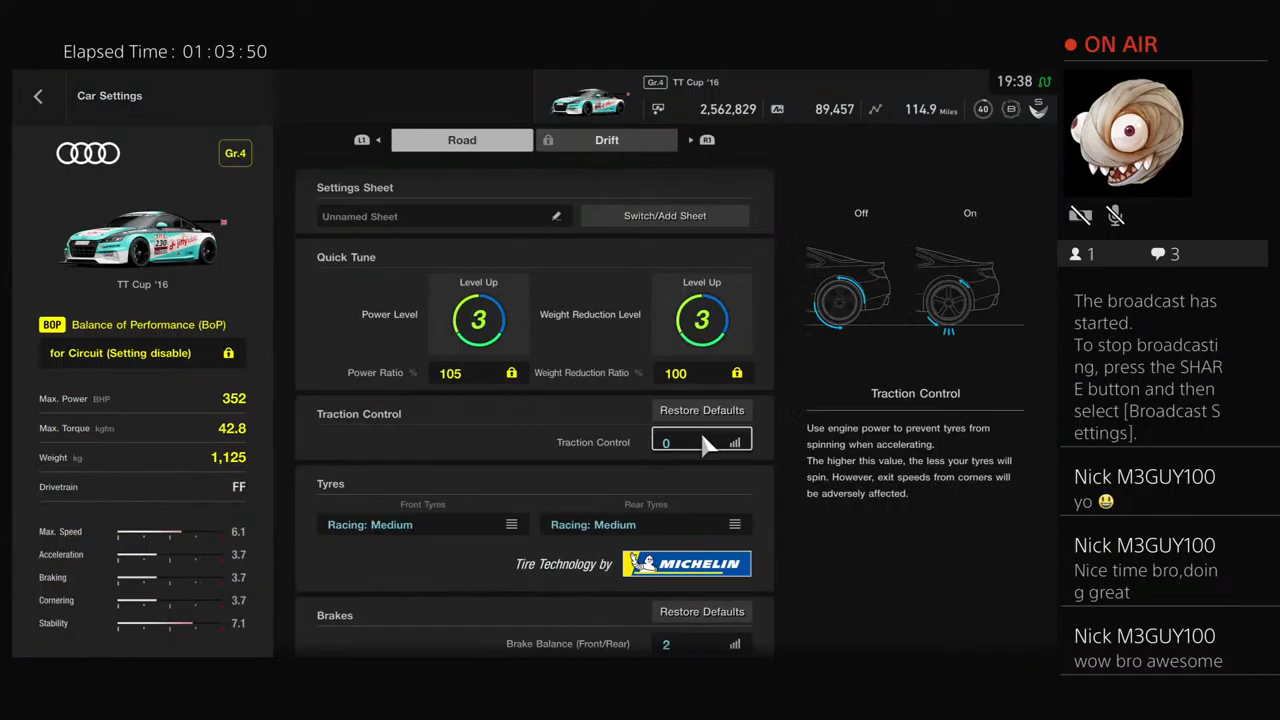 Elapsed Time : 01:03:50
ON AIR
Car Settings
Gr.4 TT Cup '16
2,562,829 89,457 114.9 Miles 40 B S
19:38
L1 Road Drift R1
Gr.4
TT Cup '16
BOP Balance of Performance (BoP)
for Circuit (Setting disable)
Max. Power BHP 352
Max. Torque kgfm 42.8
Weight kg 1,125
Drivetrain FF
Max. Speed 6.1
Acceleration 3.7
Braking 3.7
Cornering 3.7
Stability 7.1
Settings Sheet
Unnamed Sheet Switch/Add Sheet
Quick Tune
Level Up Level Up
Power Level 3 Weight Reduction Level 3
Power Ratio % 105 Weight Reduction Ratio % 100
Traction Control Restore Defaults
Traction Control 0
Tyres
Front Tyres Rear Tyres
Racing: Medium Racing: Medium
Tire Technology by MICHELIN
Brakes Restore Defaults
Brake Balance (Front/Rear) 2
Off On
Traction Control
Use engine power to prevent tyres from
spinning when accelerating.
The higher this value, the less your tyres will
spin. However, exit speeds from corners will
be adversely affected.
1 3
The broadcast has
started.
To stop broadcasti
ng, press the SHAR
E button and then
select [Broadcast S
ettings].
Nick M3GUY100
yo 😃
Nick M3GUY100
Nice time bro,doin
g great
Nick M3GUY100
wow bro awesome